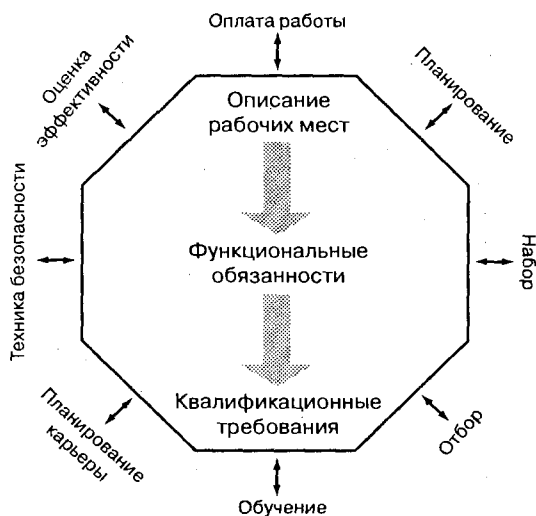 Оплата работы
Оценка
эффективности
Планирование
Описание
рабочих мест
Техника безопасности
Функциональные
обязанности
Набор
Квалификационные
требования
Планирование
карьеры
Отбор
Обучение